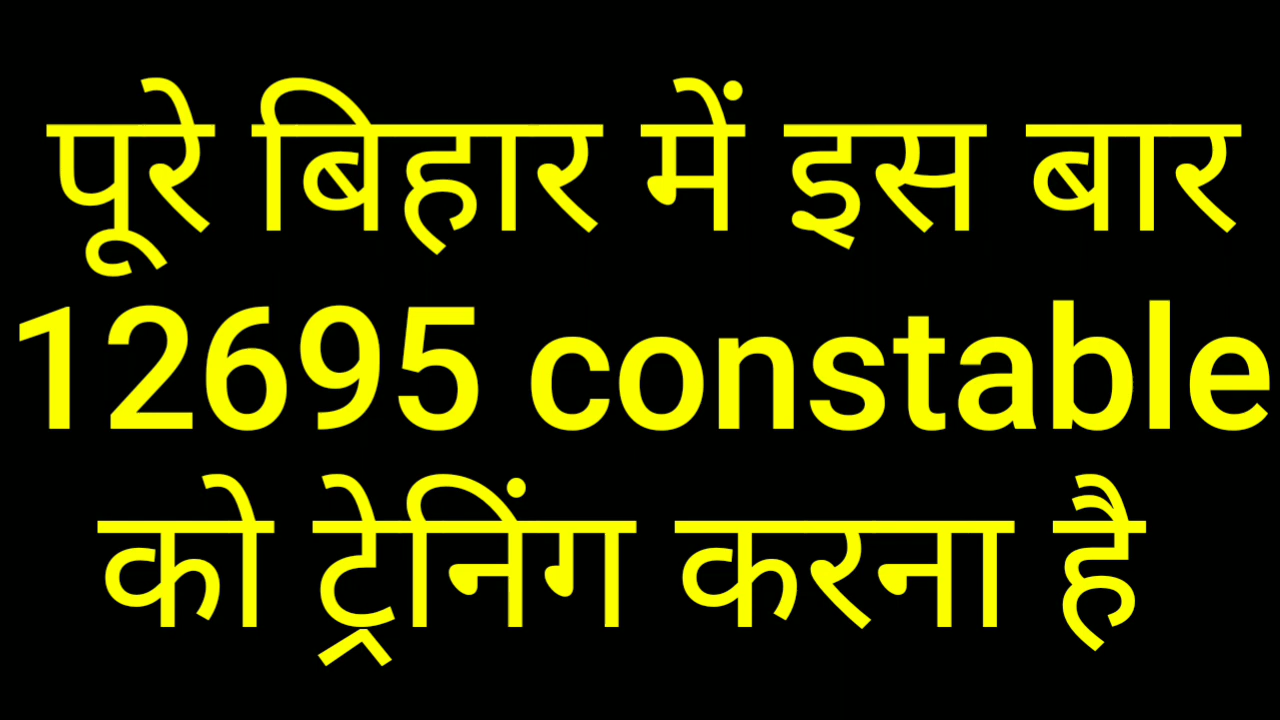 पूरे बिहार में इस बार
12695 constable
को ट्रेनिंग करना है